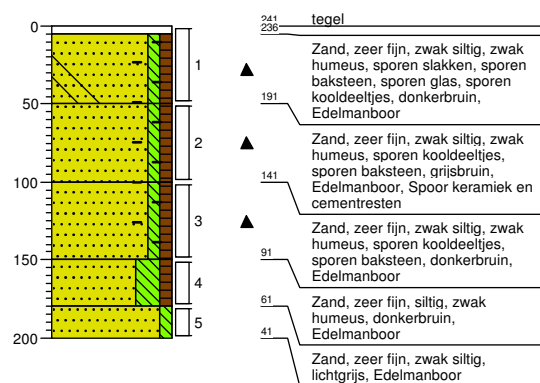 0
50
100
150
200
1
2
3
4
5
241 tegel
236
Zand, zeer fijn, zwak siltig, zwak
humeus, sporen slakken, sporen
baksteen, sporen glas, sporen
kooldeeltjes, donkerbruin,
Edelmanboor
191
Zand, zeer fijn, zwak siltig, zwak
humeus, sporen kooldeeltjes,
sporen baksteen, grijsbruin,
Edelmanboor, Spoor keramiek en
cementresten
141
Zand, zeer fijn, zwak siltig, zwak
humeus, sporen kooldeeltjes,
sporen baksteen, donkerbruin,
Edelmanboor
91
Zand, zeer fijn, siltig, zwak
humeus, donkerbruin,
Edelmanboor
61
Zand, zeer fijn, zwak siltig,
lichtgrijs, Edelmanboor
41